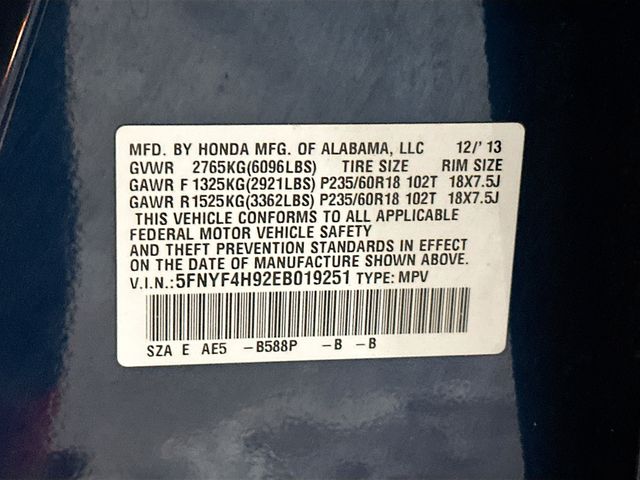 MFD. BY HONDA MFG. OF ALABAMA, LLC 12/'13
GVWR 2765KG(6096LBS) TIRE SIZE RIM SIZE
GAWR F 1325KG(2921LBS) P235/60R18 102T 18X7.5J
GAWR R 1525KG(3362LBS) P235/60R18 102T 18X7.5J
THIS VEHICLE CONFORMS TO ALL APPLICABLE
FEDERAL MOTOR VEHICLE SAFETY
AND THEFT PREVENTION STANDARDS IN EFFECT
ON THE DATE OF MANUFACTURE SHOWN ABOVE.
V.I.N.: 5FNYF4H92EB019251 TYPE: MPV
SZA E AE5 -B588P -B -B